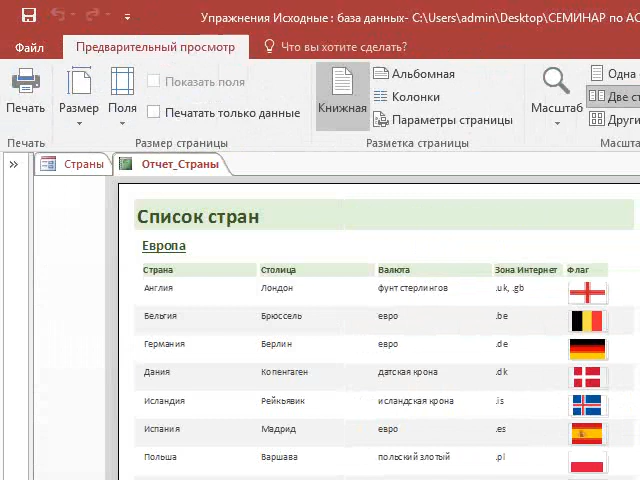 Упражнения Исходные : база данных- C:\Users\admin\Desktop\СЕМИНАР по АС
Файл Предварительный просмотр Что вы хотите сделать?
Печать Размер Поля Показать поля Печатать только данные Книжная Альбомная Колонки Параметры страницы Масштаб Одна Две ст Други
Печать Размер страницы Разметка страницы Масшта
» Страны Отчет_Страны
Список стран
Европа
Страна Столица Валюта Зона Интернет Флаг
Англия Лондон фунт стерлингов .uk, .gb
Бельгия Брюссель евро .be
Германия Берлин евро .de
Дания Копенгаген датская крона .dk
Исландия Рейкьявик исландская крона .is
Испания Мадрид евро .es
Польша Варшава польский злотый .pl